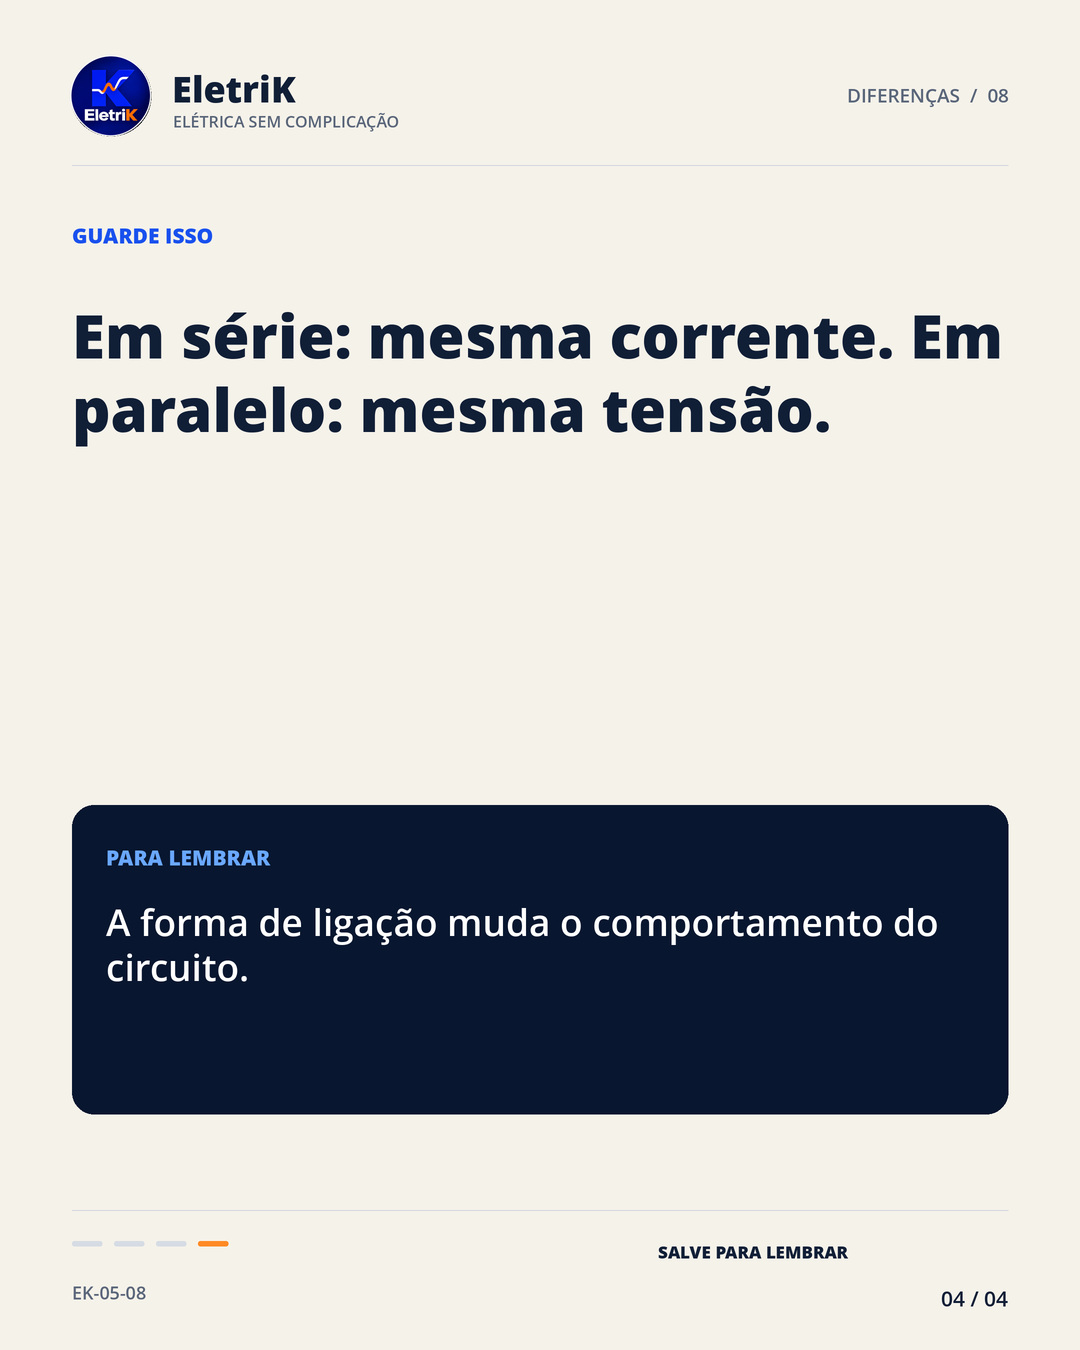 EletriK
EletriK
ELÉTRICA SEM COMPLICAÇÃO
DIFERENÇAS / 08
GUARDE ISSO
Em série: mesma corrente. Em
paralelo: mesma tensão.
PARA LEMBRAR
A forma de ligação muda o comportamento do
circuito.
SALVE PARA LEMBRAR
EK-05-08
04 / 04